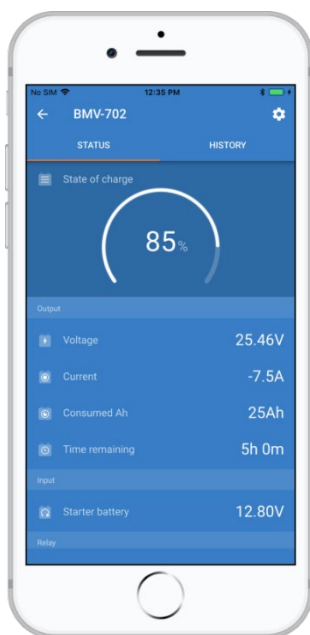 No SIM 12:35 PM
BMV-702
STATUS HISTORY
State of charge
85%
Output
Voltage 25.46V
Current -7.5A
Consumed Ah 25Ah
Time remaining 5h 0m
Input
Starter battery 12.80V
Relay